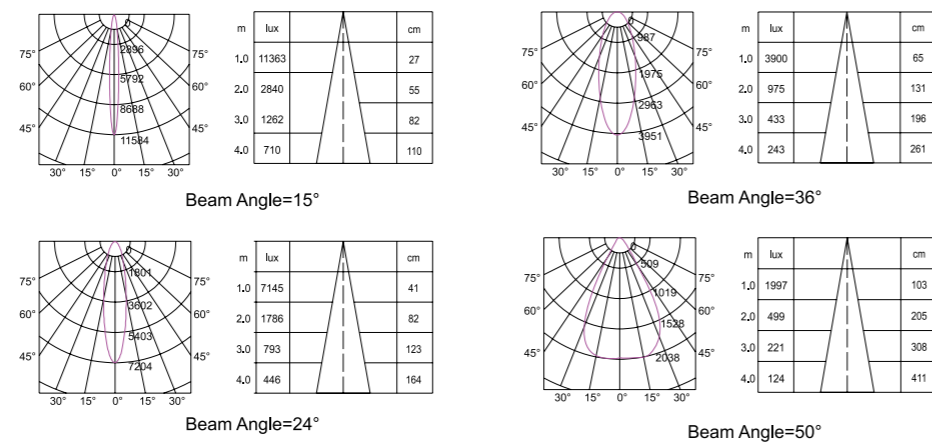 0
2896
5792
8688
11584
75° 75°
60° 60°
45° 45°
30° 15° 0° 15° 30°
m lux cm
1.0 11363 27
2.0 2840 55
3.0 1262 82
4.0 710 110
Beam Angle=15°
0
987
1975
2963
3951
75° 75°
60° 60°
45° 45°
30° 15° 0° 15° 30°
m lux cm
1.0 3900 65
2.0 975 131
3.0 433 196
4.0 243 261
Beam Angle=36°
0
1801
3602
5403
7204
75° 75°
60° 60°
45° 45°
30° 15° 0° 15° 30°
m lux cm
1.0 7145 41
2.0 1786 82
3.0 793 123
4.0 446 164
Beam Angle=24°
0
509
1019
1528
2038
75° 75°
60° 60°
45° 45°
30° 15° 0° 15° 30°
m lux cm
1.0 1997 103
2.0 499 205
3.0 221 308
4.0 124 411
Beam Angle=50°